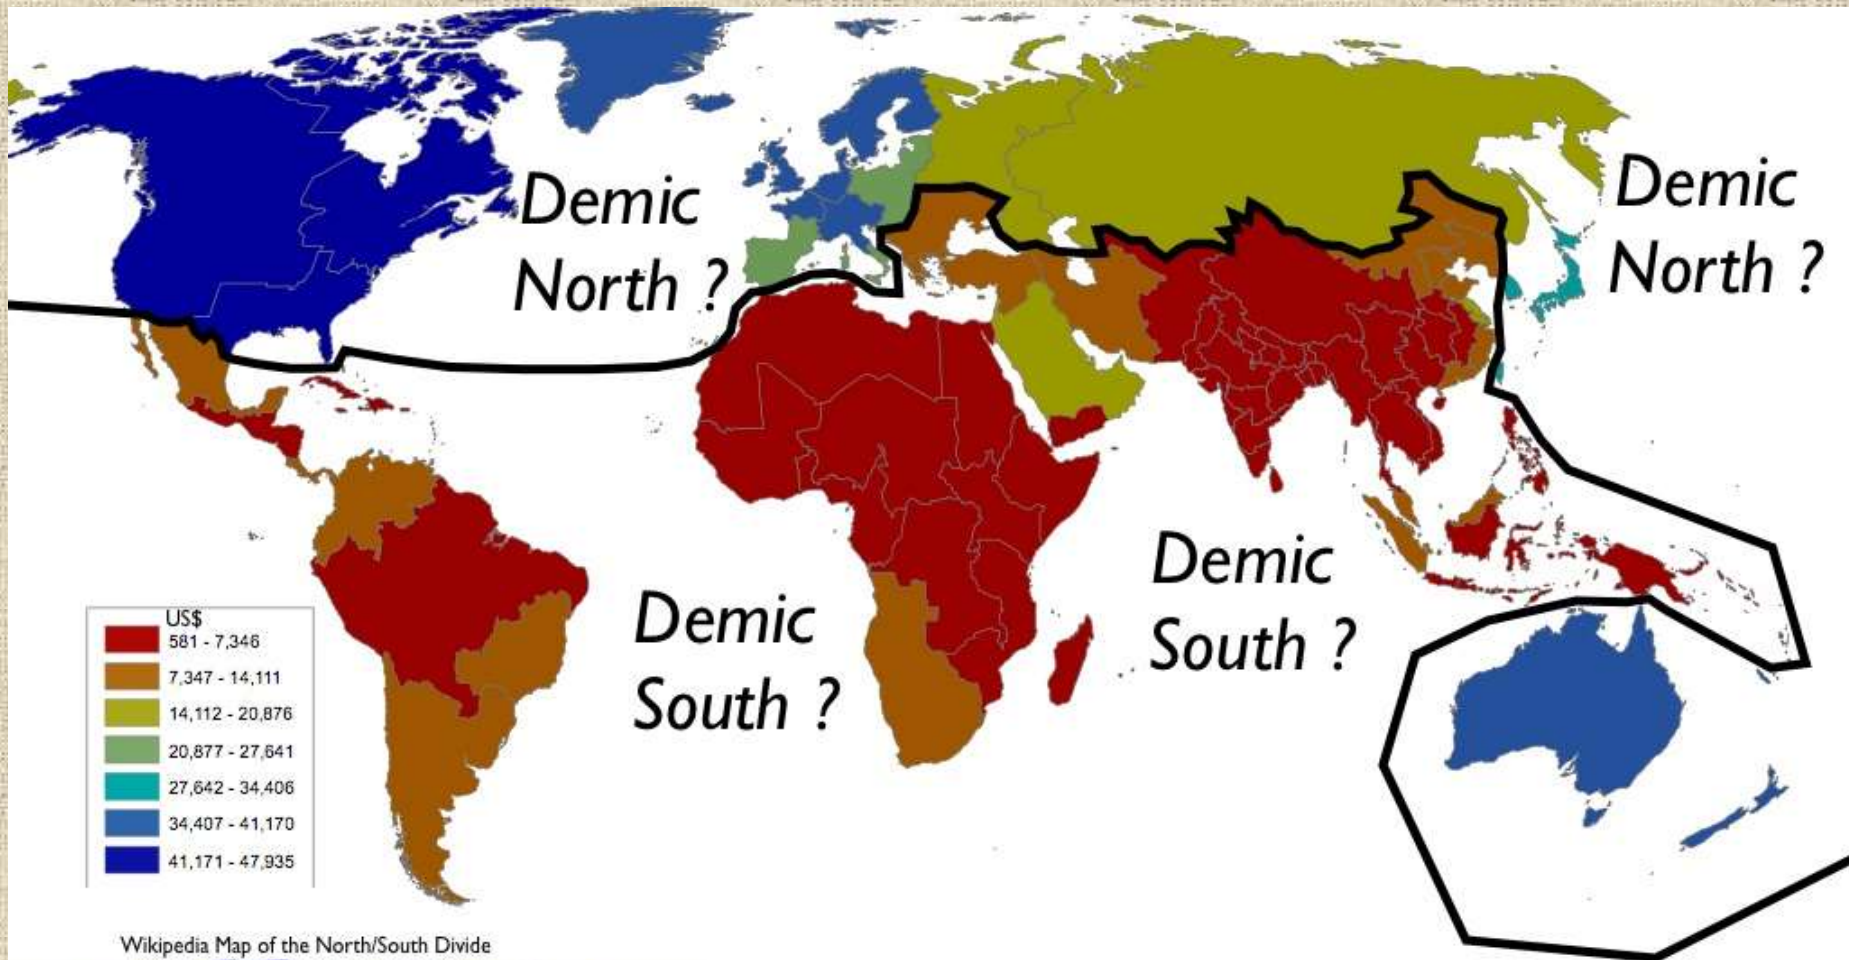 Demic
North ?
Demic
North ?
Demic
South ?
Demic
South ?
US$
581 - 7,346
7,347 - 14,111
14,112 - 20,876
20,877 - 27,641
27,642 - 34,406
34,407 - 41,170
41,171 - 47,935
Wikipedia Map of the North/South Divide